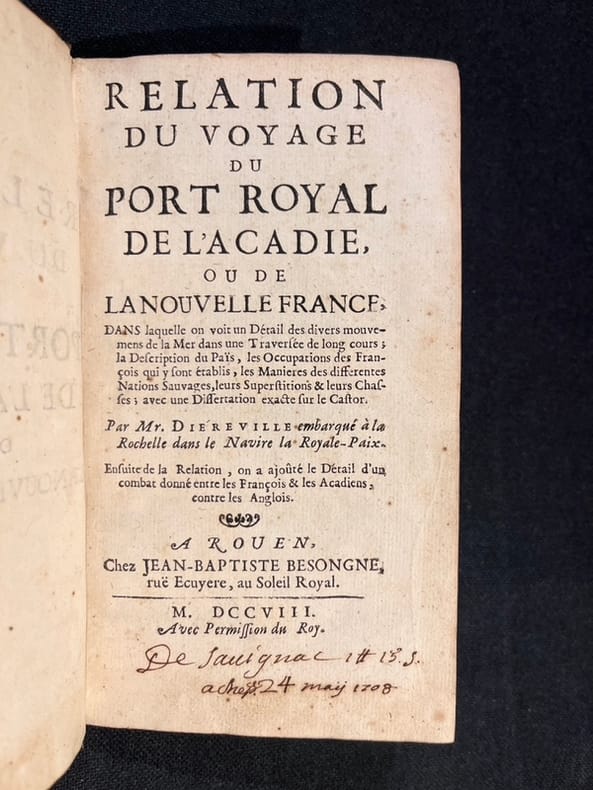 RELATION
DU VOYAGE
DU
PORT ROYAL
DE L'ACADIE,
OU DE
LA NOUVELLE FRANCE,
DANS laquelle on voit un Détail des divers mouve-
mens de la Mer dans une Traversée de long cours ;
la Description du Païs, les Occupations des Fran-
çois qui y sont établis, les Manieres des differentes
Nations Sauvages, leurs Superstitions & leurs Chas-
ses ; avec une Dissertation exacte sur le Castor.
Par Mr. DIE'REVILLE embarqué à la
Rochelle dans le Navire la Royale-Paix.
Ensuite de la Relation, on a ajoûté le Détail d'un
combat donné entre les François & les Acadiens,
contre les Anglois.
A ROUEN,
Chez JEAN-BAPTISTE BESONGNE,
ruë Ecuyere, au Soleil Royal.
M. DCCVIII.
Avec Permission du Roy.
De Sauignac 1# 13.s.
24 maij 1708